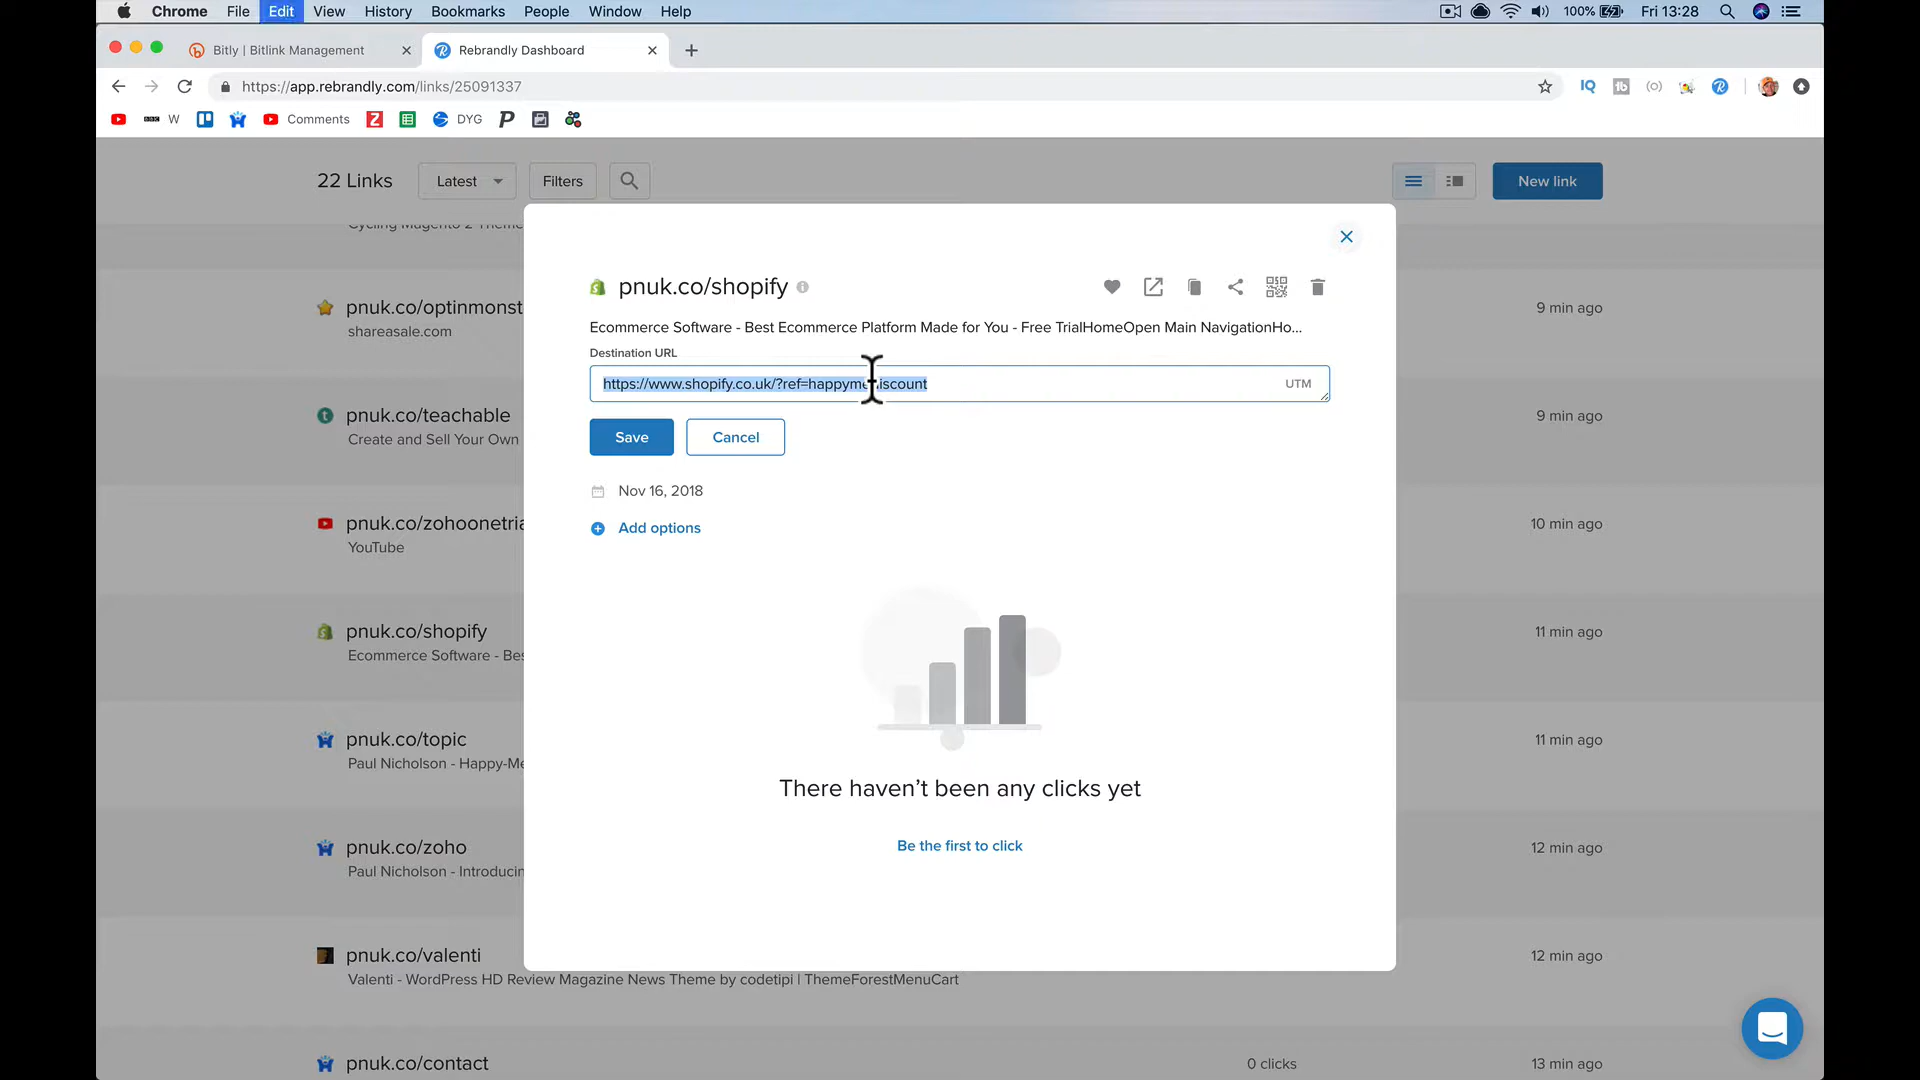 Chrome File Edit View History Bookmarks People Window Help 100% Fri 13:28
Bitly | Bitlink Management
Rebrandly Dashboard
https://app.rebrandly.com/links/25091337
IQ
W
Comments
DYG
22 Links
Latest
Filters
New link
pnuk.co/shopify
Ecommerce Software - Best Ecommerce Platform Made for You - Free TrialHomeOpen Main NavigationHo...
Destination URL
https://www.shopify.co.uk/?ref=happyme iscount
UTM
Save
Cancel
Nov 16, 2018
Add options
There haven't been any clicks yet
Be the first to click
Cycling Magento 2 Theme
pnuk.co/optinmonst
shareasale.com
9 min ago
pnuk.co/teachable
Create and Sell Your Own
9 min ago
pnuk.co/zohoonetria
YouTube
10 min ago
pnuk.co/shopify
Ecommerce Software - Bes
11 min ago
pnuk.co/topic
Paul Nicholson - Happy-Me
11 min ago
pnuk.co/zoho
Paul Nicholson - Introducin
12 min ago
pnuk.co/valenti
Valenti - WordPress HD Review Magazine News Theme by codetipi | ThemeForestMenuCart
12 min ago
pnuk.co/contact
0 clicks
13 min ago